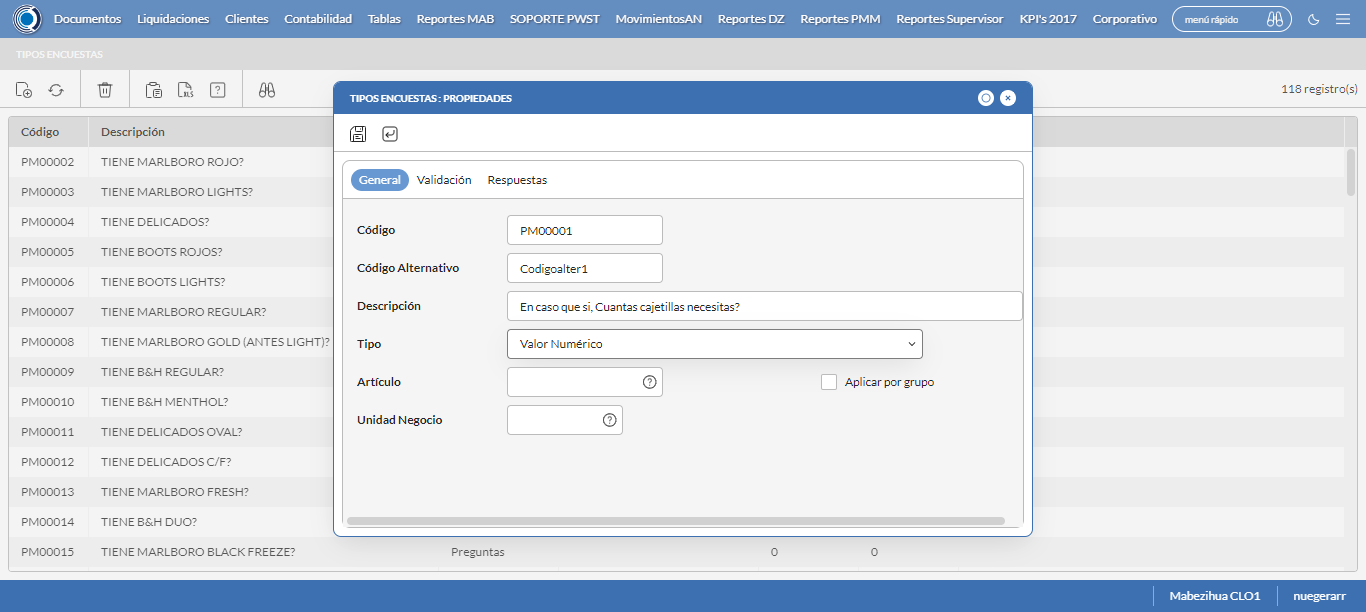 Documentos Liquidaciones Clientes Contabilidad Tablas Reportes MAB SOPORTE PWST MovimientosAN Reportes DZ Reportes PMM Reportes Supervisor KPI's 2017 Corporativo menú rápido
TIPOS ENCUESTAS
XLS ? 118 registro(s)
TIPOS ENCUESTAS : PROPIEDADES
Código Descripción
General Validación Respuestas
PM00002 TIENE MARLBORO ROJO?
PM00003 TIENE MARLBORO LIGHTS?
PM00004 TIENE DELICADOS?
PM00005 TIENE BOOTS ROJOS?
PM00006 TIENE BOOTS LIGHTS?
PM00007 TIENE MARLBORO REGULAR?
PM00008 TIENE MARLBORO GOLD (ANTES LIGHT)?
PM00009 TIENE B&H REGULAR?
PM00010 TIENE B&H MENTHOL?
PM00011 TIENE DELICADOS OVAL?
PM00012 TIENE DELICADOS C/F?
PM00013 TIENE MARLBORO FRESH?
PM00014 TIENE B&H DUO?
PM00015 TIENE MARLBORO BLACK FREEZE? Preguntas 0 0
Código PM00001
Código Alternativo Codigoalter1
Descripción En caso que si, Cuantas cajetillas necesitas?
Tipo Valor Numérico
Artículo ? Aplicar por grupo
Unidad Negocio ?
Mabezihua CLO1 nuegerarr